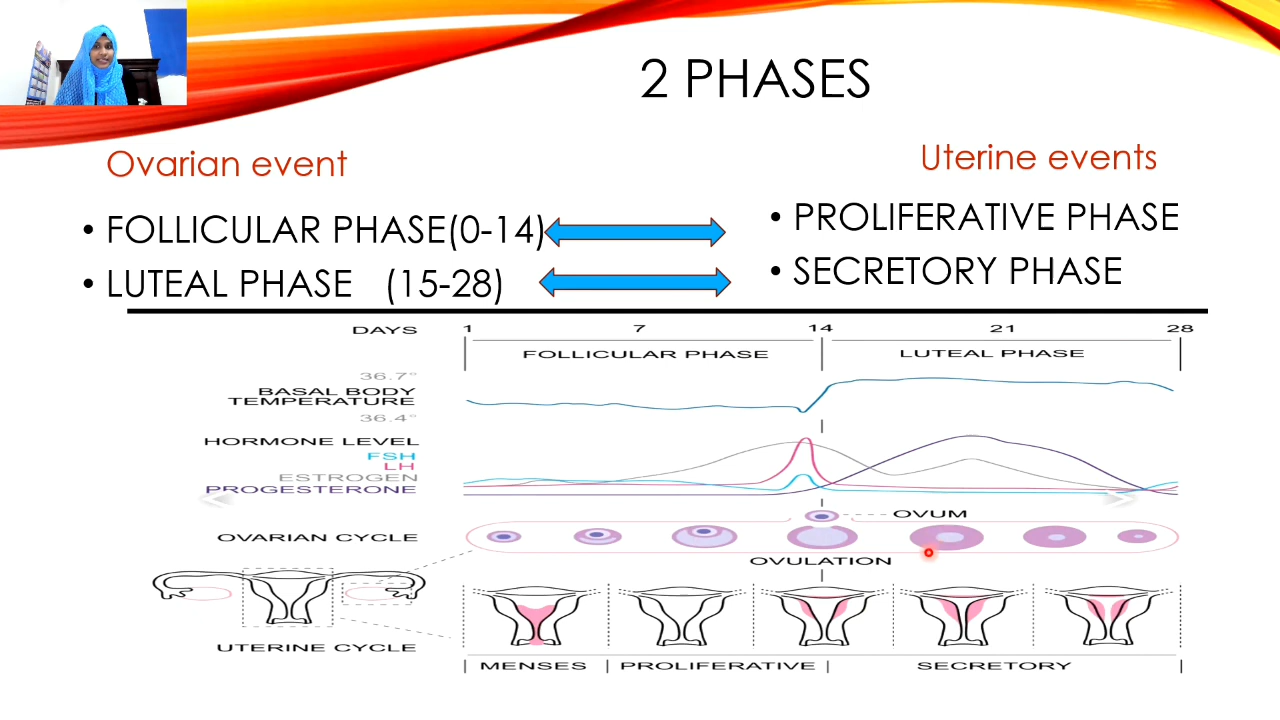 2 PHASES
Ovarian event
Uterine events
• FOLLICULAR PHASE(0-14)
• PROLIFERATIVE PHASE
• LUTEAL PHASE (15-28)
• SECRETORY PHASE
DAYS 1 7 14 21 28
FOLLICULAR PHASE LUTEAL PHASE
36.7°
BASAL BODY
TEMPERATURE
36.4°
HORMONE LEVEL
FSH
LH
ESTROGEN
PROGESTERONE
OVUM
OVARIAN CYCLE
OVULATION
UTERINE CYCLE
| MENSES | PROLIFERATIVE | SECRETORY |